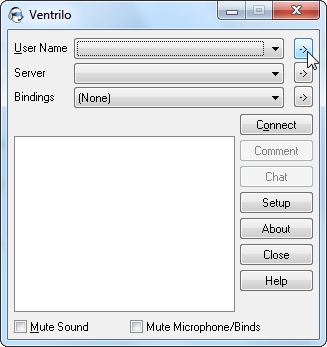 Ventrilo
User Name ->
Server ->
Bindings (None) ->
Connect
Comment
Chat
Setup
About
Close
Help
Mute Sound Mute Microphone/Binds